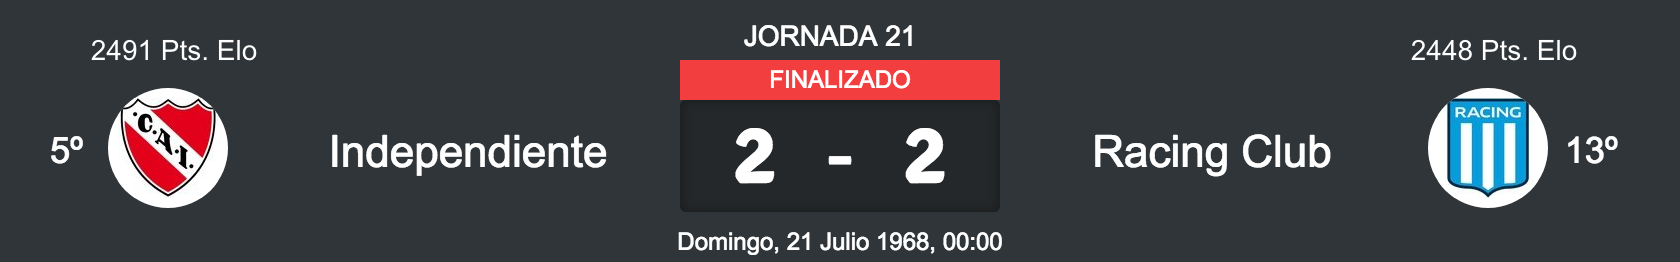 JORNADA 21
2491 Pts. Elo
2448 Pts. Elo
FINALIZADO
5º
·C·A·I·
Independiente
2 - 2
Racing Club
RACING
13º
Domingo, 21 Julio 1968, 00:00